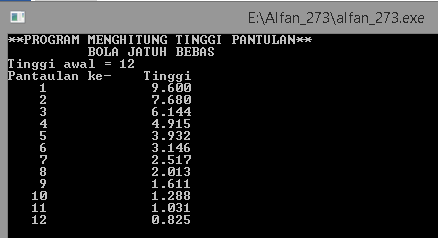 E:\Alfan_273\alfan_273.exe
**PROGRAM MENGHITUNG TINGGI PANTULAN**
BOLA JATUH BEBAS
Tinggi awal = 12
Pantaulan ke- Tinggi
1 9.600
2 7.680
3 6.144
4 4.915
5 3.932
6 3.146
7 2.517
8 2.013
9 1.611
10 1.288
11 1.031
12 0.825